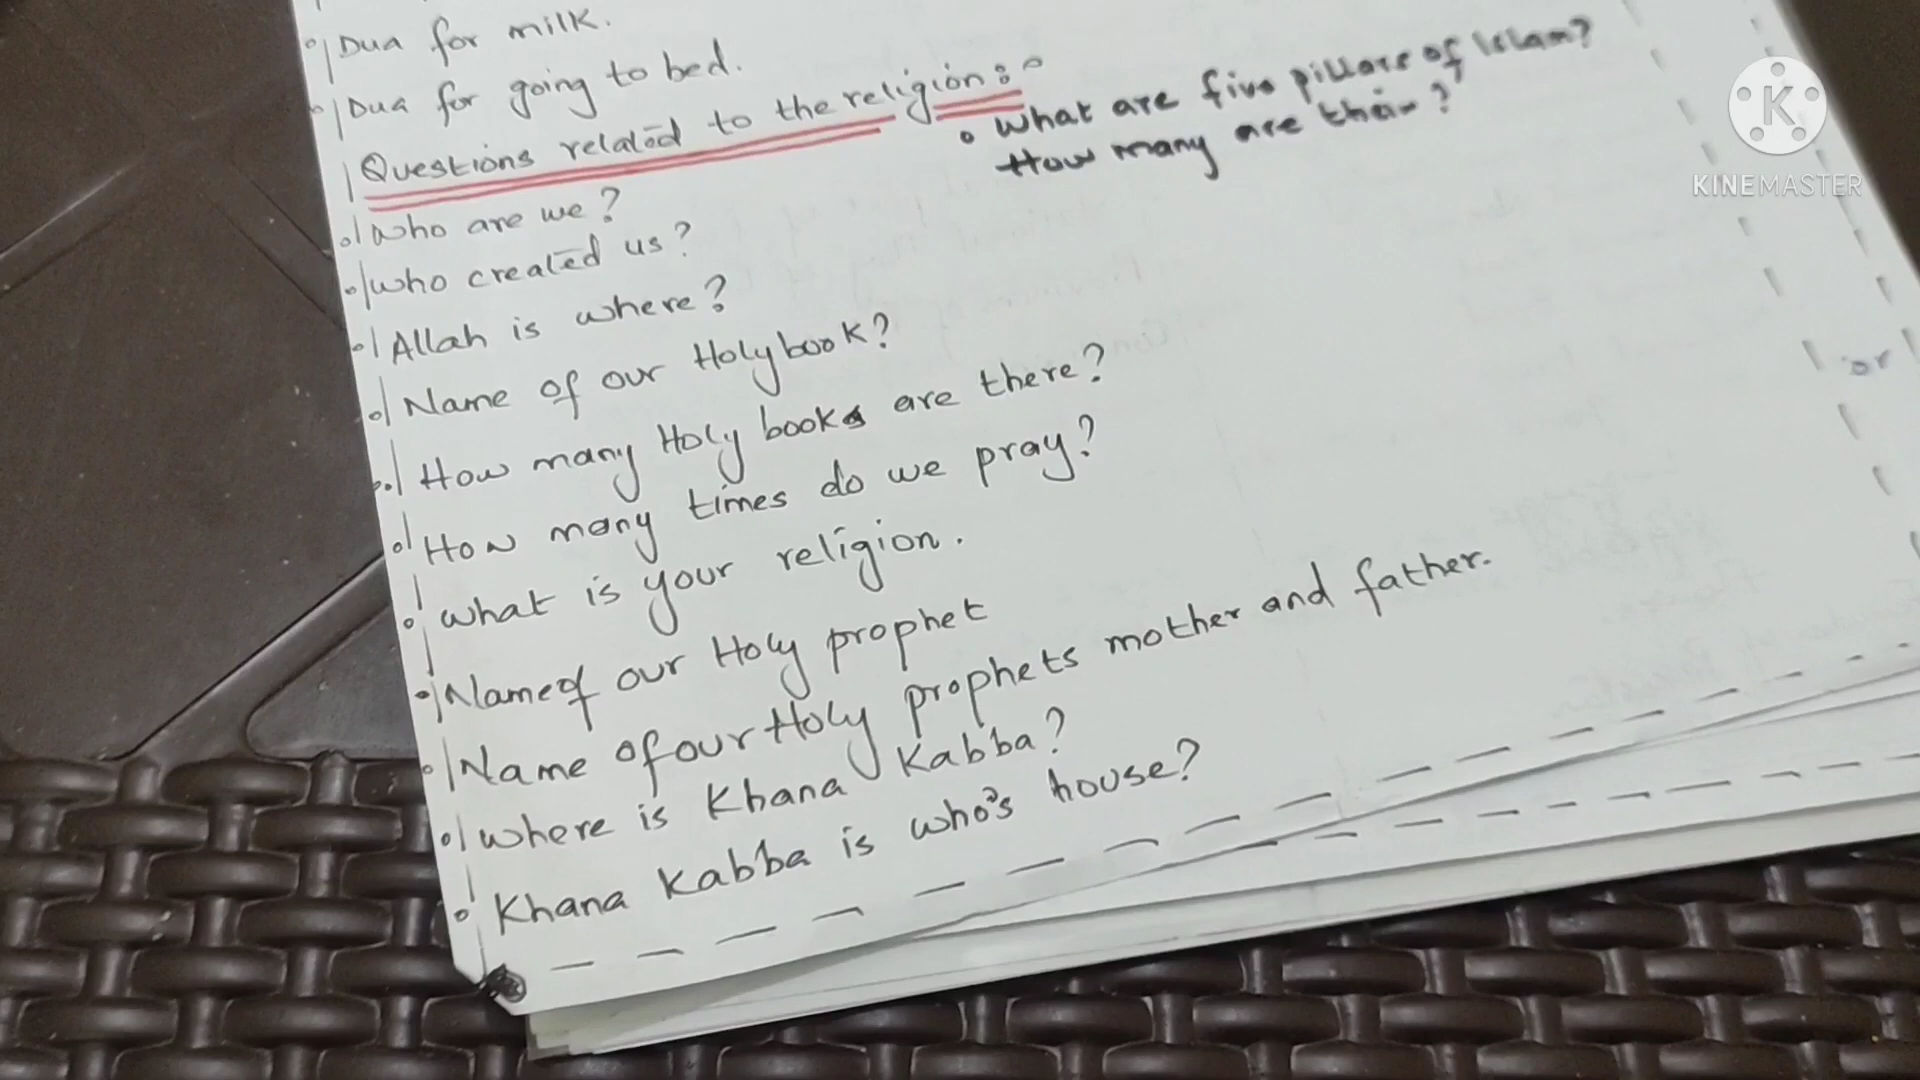 Dua for milk.
Dua for going to bed.
Questions related to the religion:
What are five pillars of Islam?
How many are thair?
Who are we?
who created us?
Allah is where?
Name of our Holy book?
How many Holy books are there?
How many times do we pray?
what is your religion.
Name of our Holy prophet
Name of our Holy prophets mother and father.
where is Khana Kabba?
Khana Kabba is who's house?
or
K
KINEMASTER